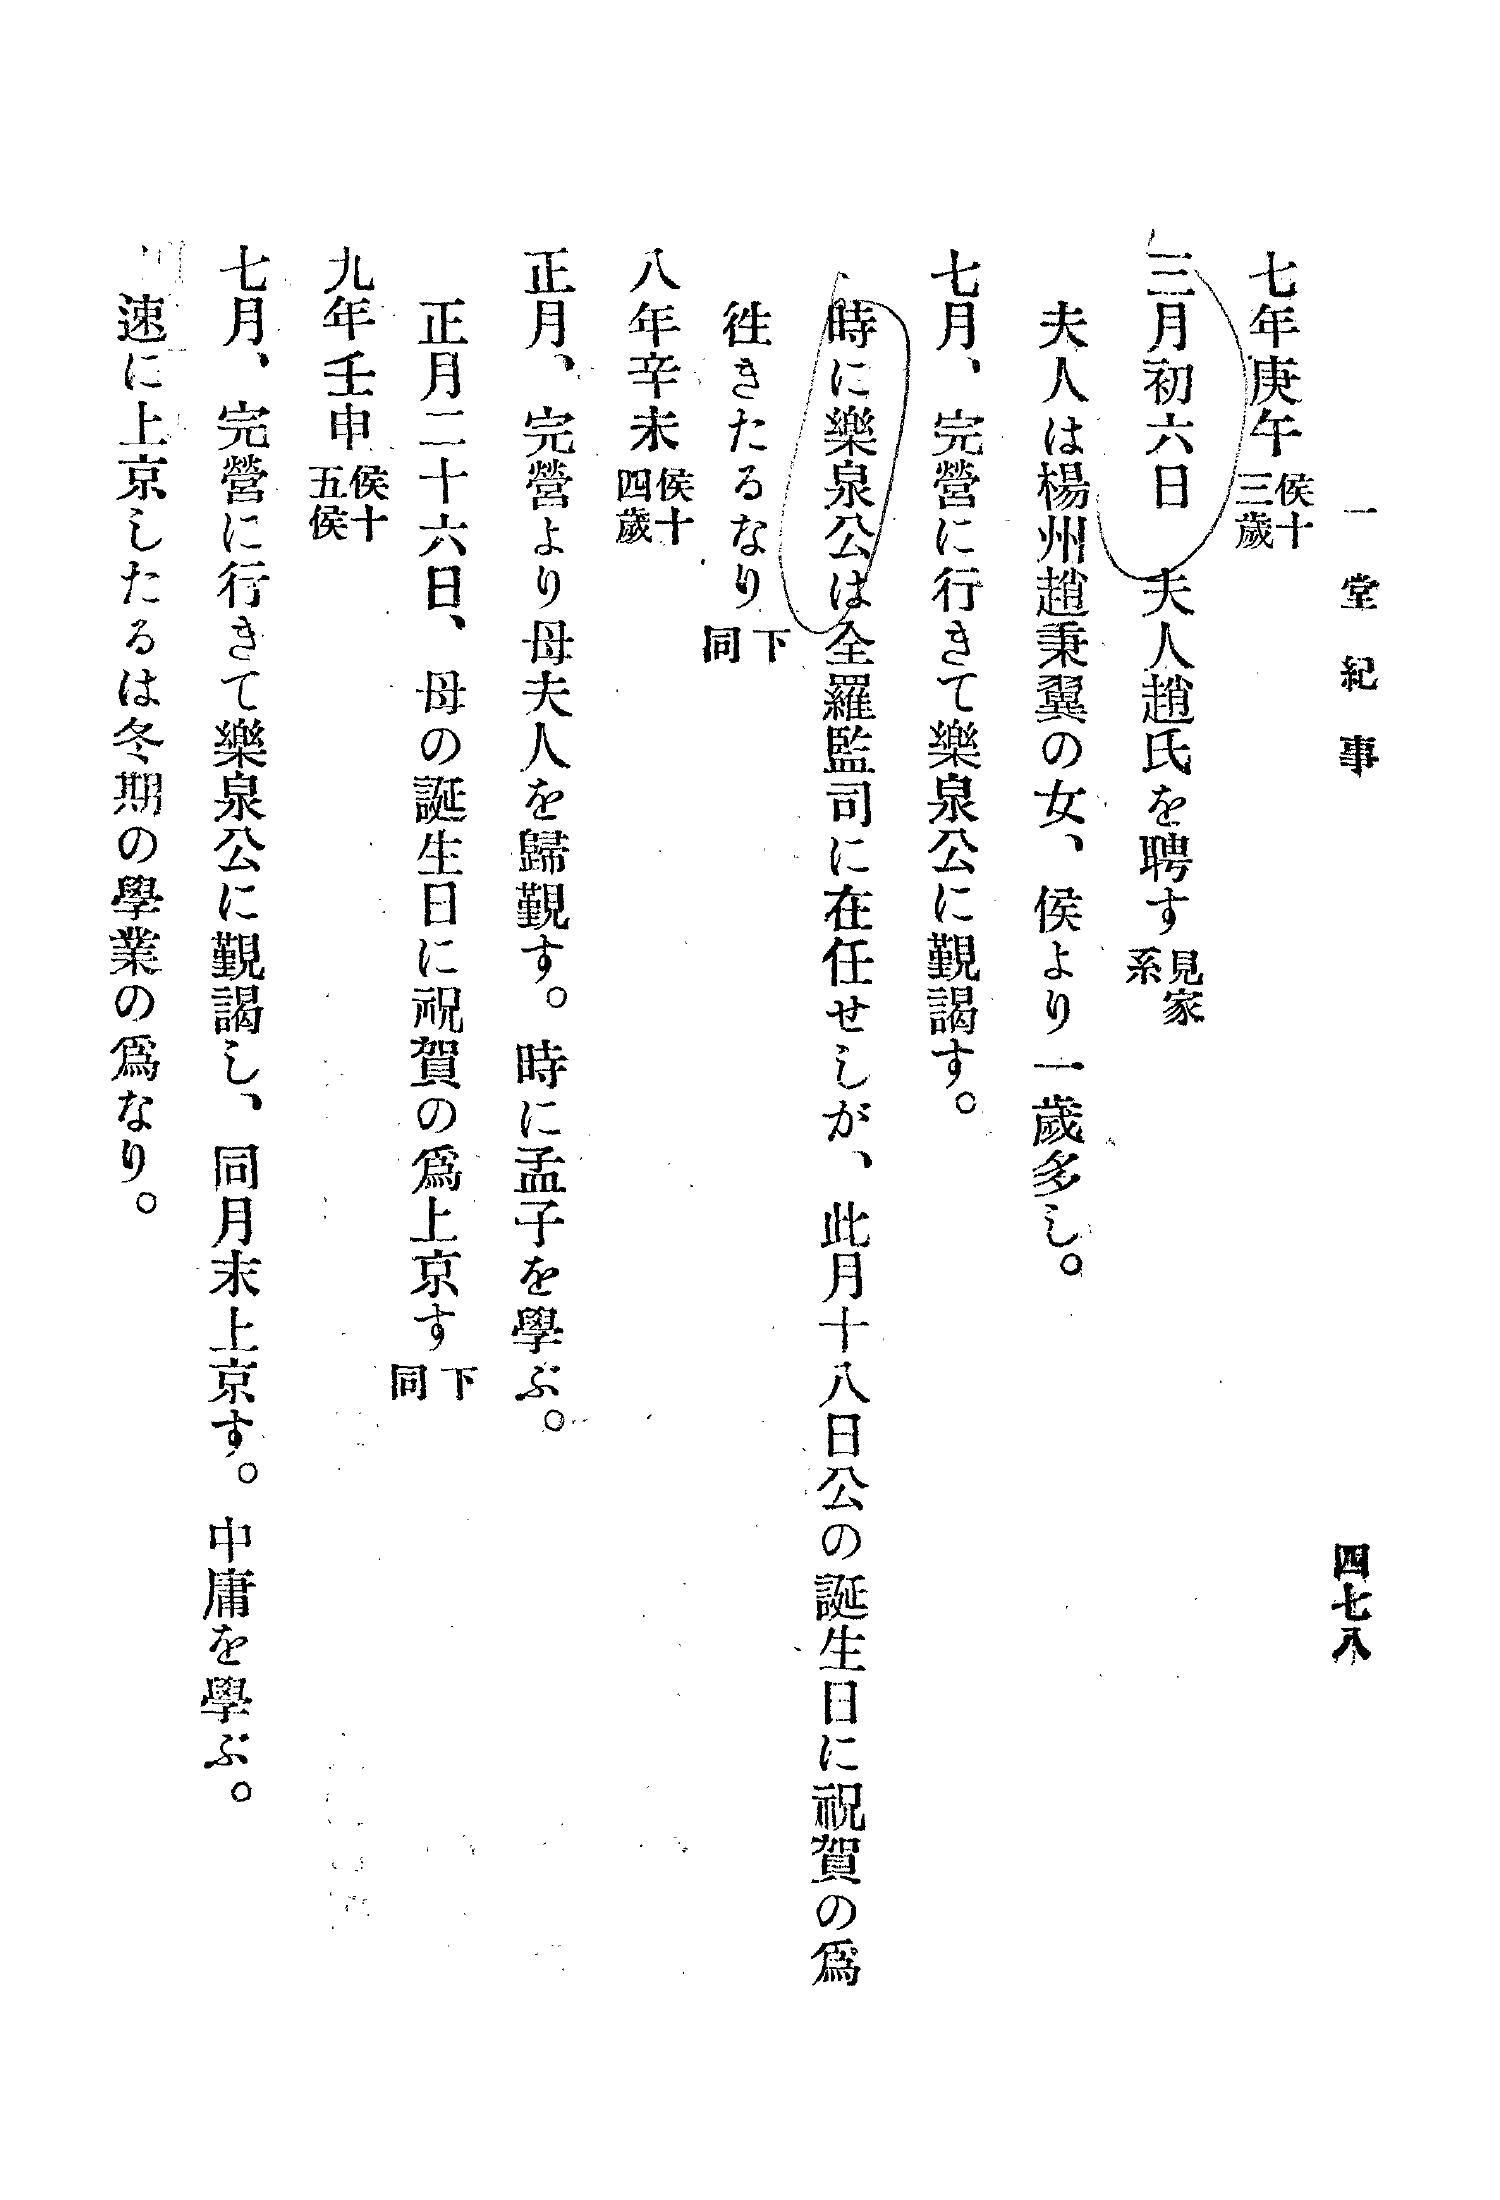 一堂紀事
四七八
七年庚午 侯十三歲
三月初六日 夫人趙氏を聘す 見家系
夫人は楊州趙秉翼の女、侯より一歲多し。
七月、完營に行きて樂泉公に覲謁す。
時に樂泉公は全羅監司に在任せしが、此月十八日公の誕生日に祝賀の爲
徃きたるなり 下同
八年辛未 侯十四歲
正月、完營より母夫人を歸覲す。時に孟子を學ぶ。
正月二十六日、母の誕生日に祝賀の爲上京す 下同
九年壬申 侯十五侯
七月、完營に行きて樂泉公に覲謁し、同月末上京す。中庸を學ぶ。
速に上京したるは冬期の學業の爲なり。